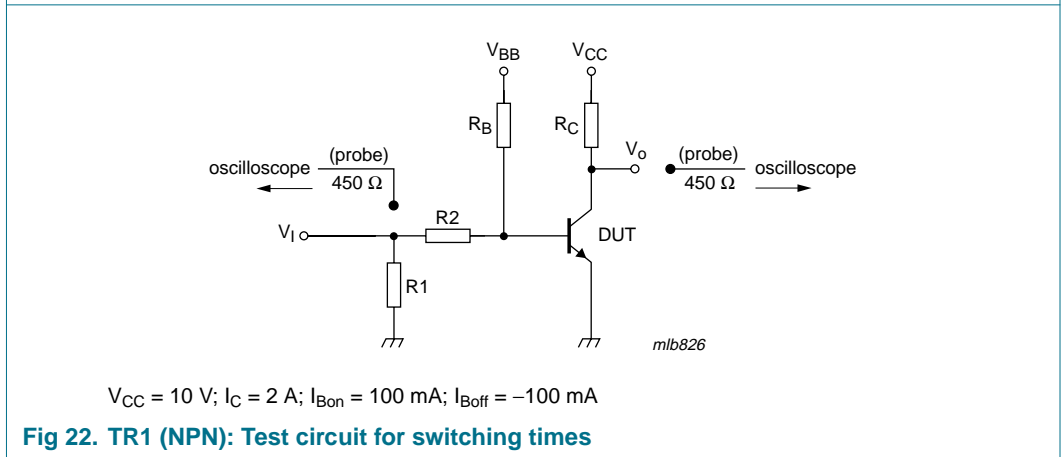 VBB VCC
RB RC
Vo
(probe) (probe)
oscilloscope oscilloscope
450 Ω 450 Ω
R2
VI DUT
R1
mlb826
VCC = 10 V; IC = 2 A; IBon = 100 mA; IBoff = −100 mA
Fig 22. TR1 (NPN): Test circuit for switching times